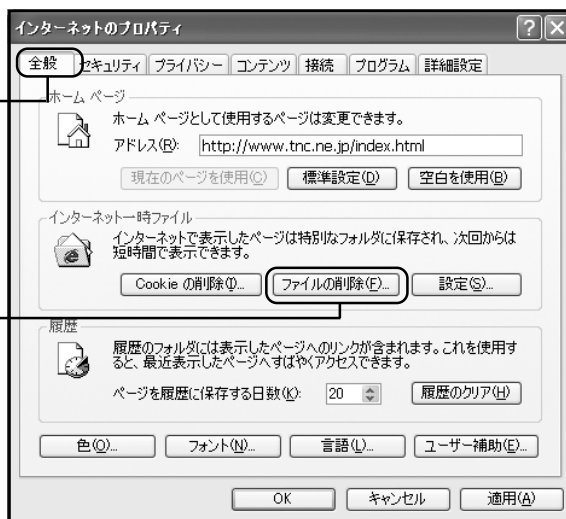 インターネットのプロパティ
全般 セキュリティ プライバシー コンテンツ 接続 プログラム 詳細設定
ホーム ページ
ホーム ページとして使用するページは変更できます。
アドレス(R): http://www.tnc.ne.jp/index.html
現在のページを使用(C) 標準設定(D) 空白を使用(B)
インターネット一時ファイル
インターネットで表示したページは特別なフォルダに保存され、次回からは
短時間で表示できます。
Cookie の削除(I)... ファイルの削除(F)... 設定(S)...
履歴
履歴のフォルダには表示したページへのリンクが含まれます。これを使用す
ると、最近表示したページへすばやくアクセスできます。
ページを履歴に保存する日数(K): 20 履歴のクリア(H)
色(O)... フォント(N)... 言語(L)... ユーザー補助(E)...
OK キャンセル 適用(A)